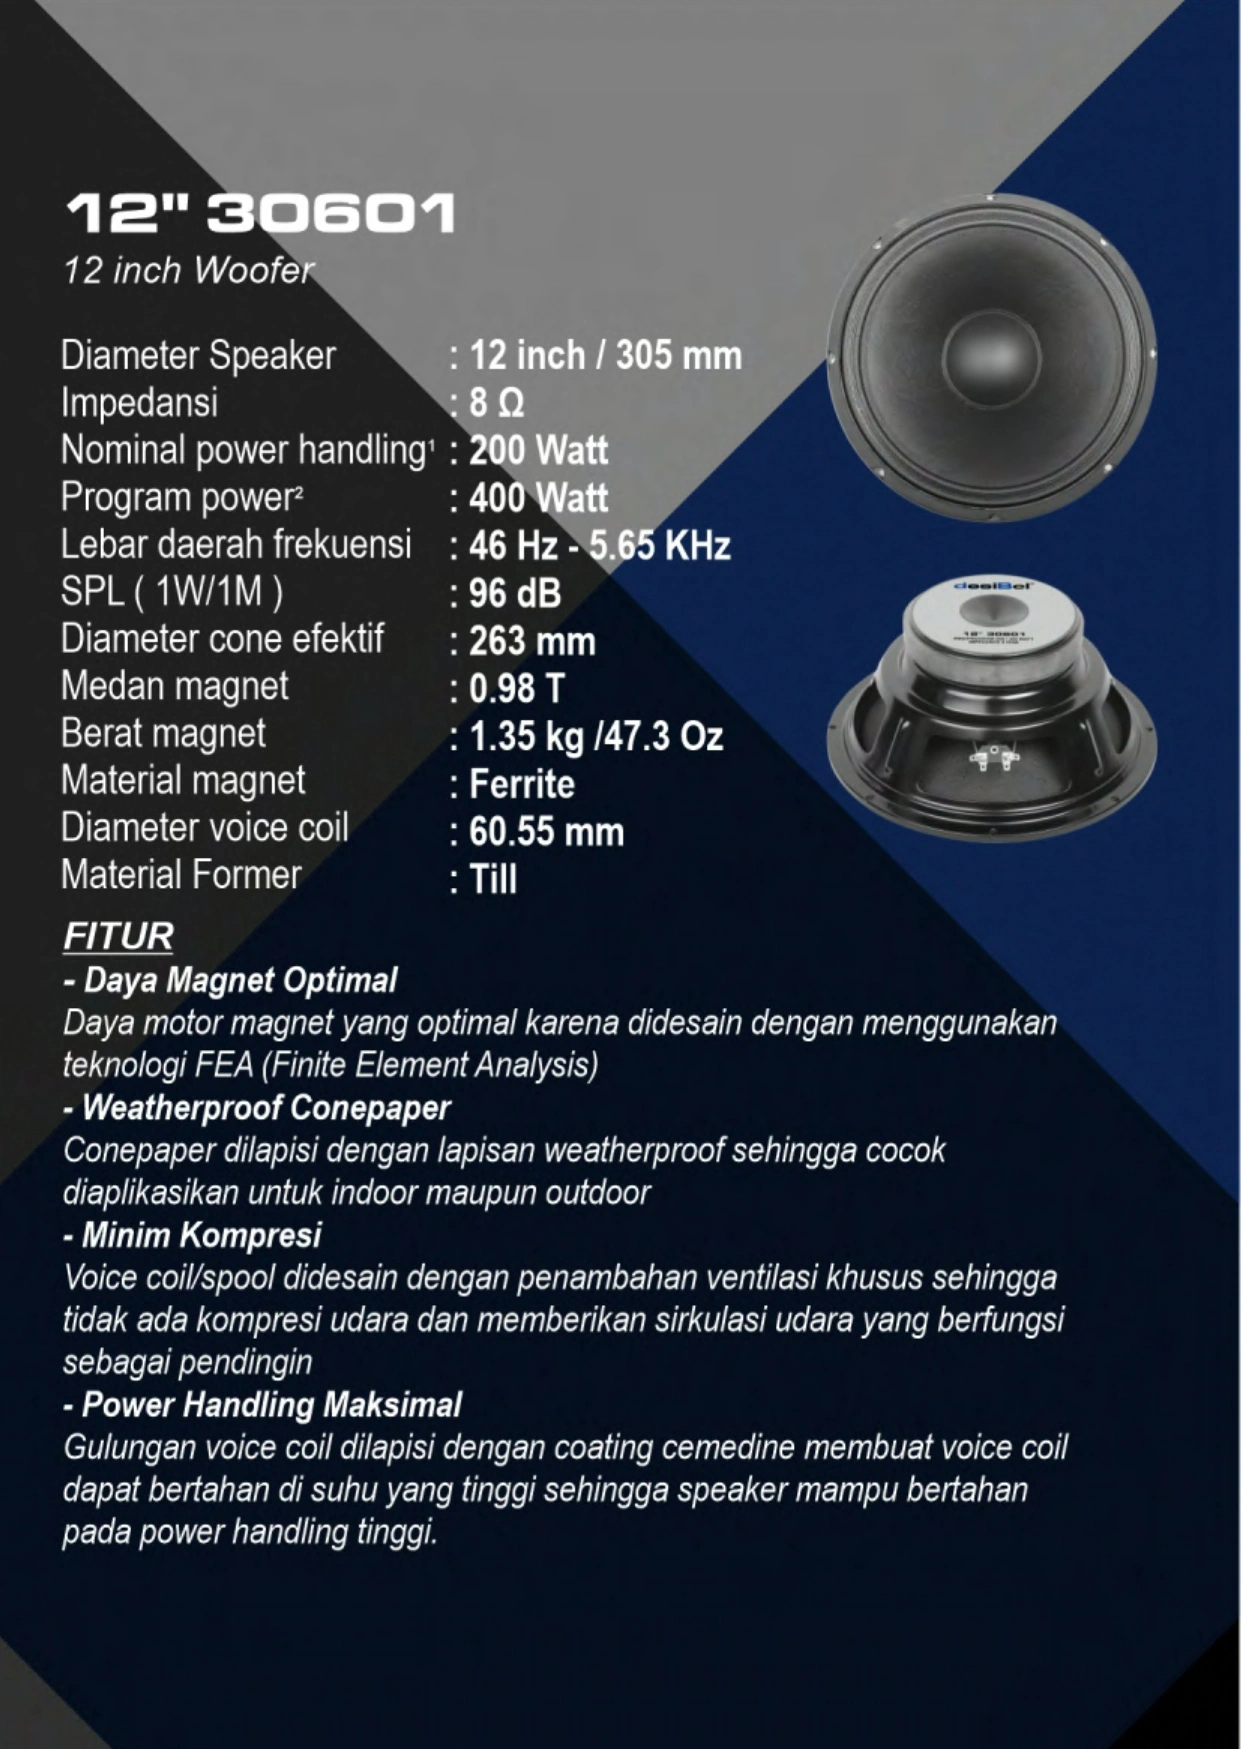 12" 30601
12 inch Woofer
Diameter Speaker : 12 inch / 305 mm
Impedansi : 8 Ω
Nominal power handling¹ : 200 Watt
Program power² : 400 Watt
Lebar daerah frekuensi : 46 Hz - 5.65 KHz
SPL ( 1W/1M ) : 96 dB
Diameter cone efektif : 263 mm
Medan magnet : 0.98 T
Berat magnet : 1.35 kg /47.3 Oz
Material magnet : Ferrite
Diameter voice coil : 60.55 mm
Material Former : Till
desiBel
12" 30601
FITUR
- Daya Magnet Optimal
Daya motor magnet yang optimal karena didesain dengan menggunakan
teknologi FEA (Finite Element Analysis)
- Weatherproof Conepaper
Conepaper dilapisi dengan lapisan weatherproof sehingga cocok
diaplikasikan untuk indoor maupun outdoor
- Minim Kompresi
Voice coil/spool didesain dengan penambahan ventilasi khusus sehingga
tidak ada kompresi udara dan memberikan sirkulasi udara yang berfungsi
sebagai pendingin
- Power Handling Maksimal
Gulungan voice coil dilapisi dengan coating cemedine membuat voice coil
dapat bertahan di suhu yang tinggi sehingga speaker mampu bertahan
pada power handling tinggi.